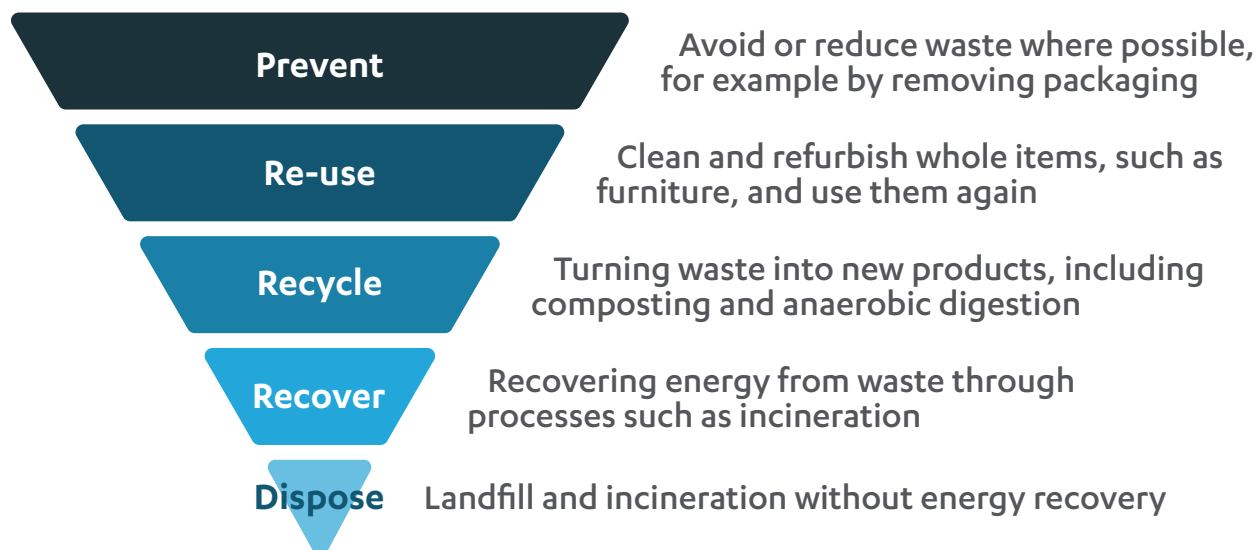 Prevent
Avoid or reduce waste where possible,
for example by removing packaging
Re-use
Clean and refurbish whole items, such as
furniture, and use them again
Recycle
Turning waste into new products, including
composting and anaerobic digestion
Recover
Recovering energy from waste through
processes such as incineration
Dispose
Landfill and incineration without energy recovery